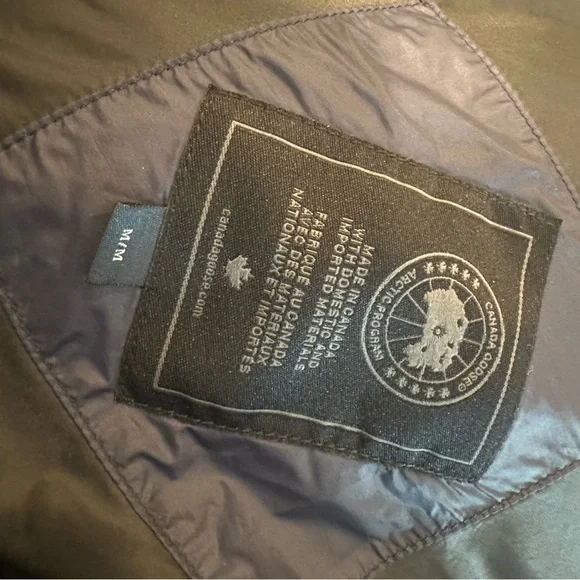 CANADA GOOSE®
ARCTIC PROGRAM
MADE IN CANADA
WITH DOMESTIC AND
IMPORTED MATERIALS
FABRIQUÉ AU CANADA
AVEC DES MATERIAUX
NATIONAUX ET IMPORTÉS
canadagoose.com
M/M